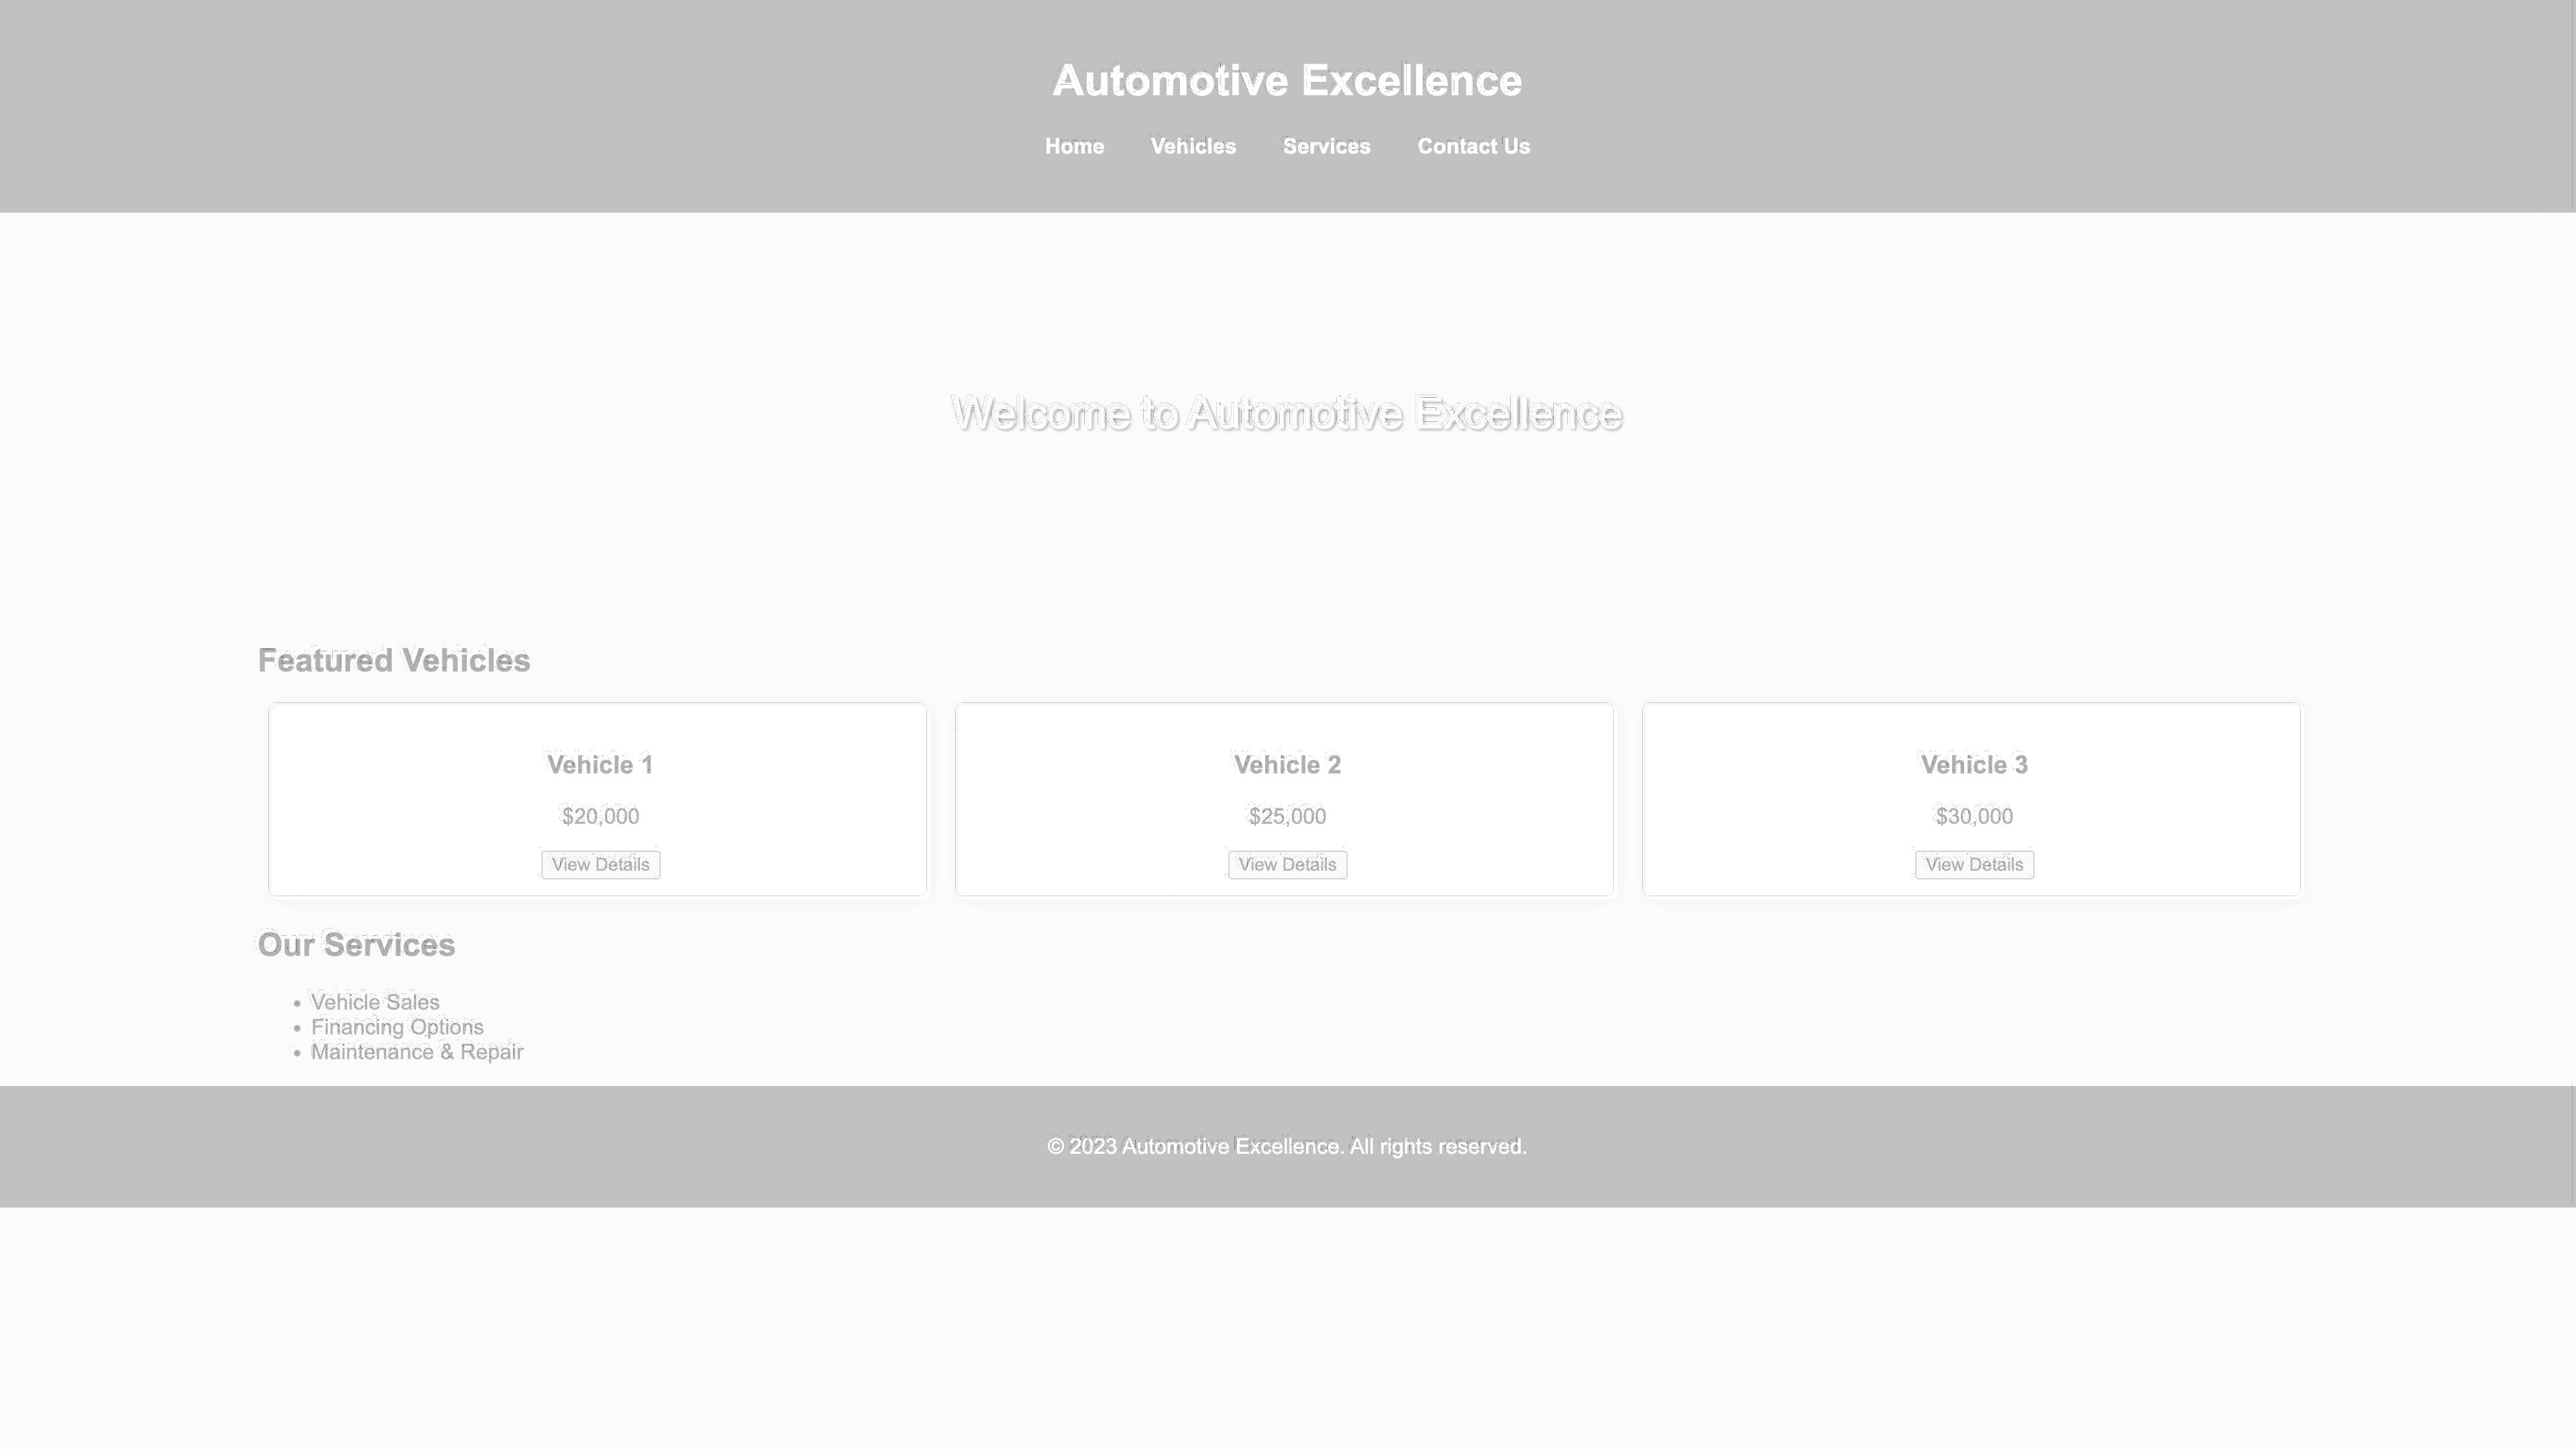 Automotive Excellence
Home Vehicles Services Contact Us
Welcome to Automotive Excellence
Featured Vehicles
Vehicle 1
$20,000
View Details
Vehicle 2
$25,000
View Details
Vehicle 3
$30,000
View Details
Our Services
• Vehicle Sales
• Financing Options
• Maintenance & Repair
© 2023 Automotive Excellence. All rights reserved.